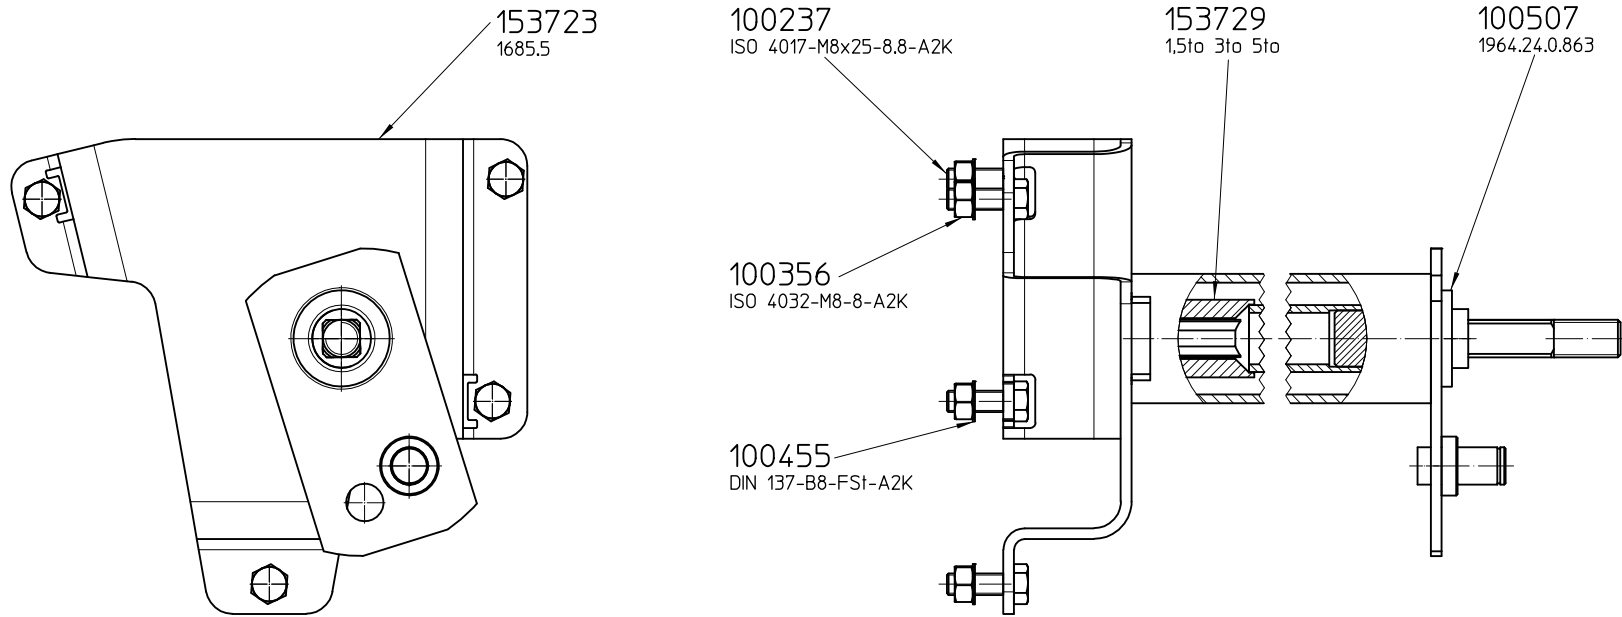 153723
1685.5
100237
ISO 4017-M8x25-8.8-A2K
153729
1,5to 3to 5to
100507
1964.24.0.863
100356
ISO 4032-M8-8-A2K
100455
DIN 137-B8-FSt-A2K